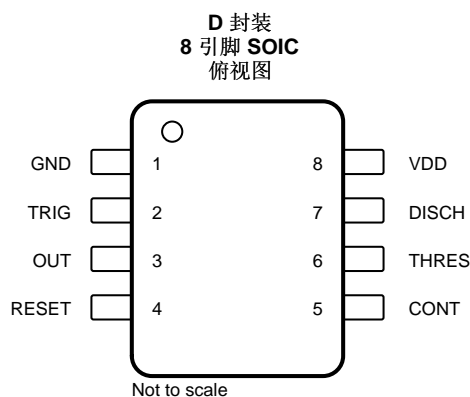 D 封装
8 引脚 SOIC
俯视图
GND 1 8 VDD
TRIG 2 7 DISCH
OUT 3 6 THRES
RESET 4 5 CONT
Not to scale